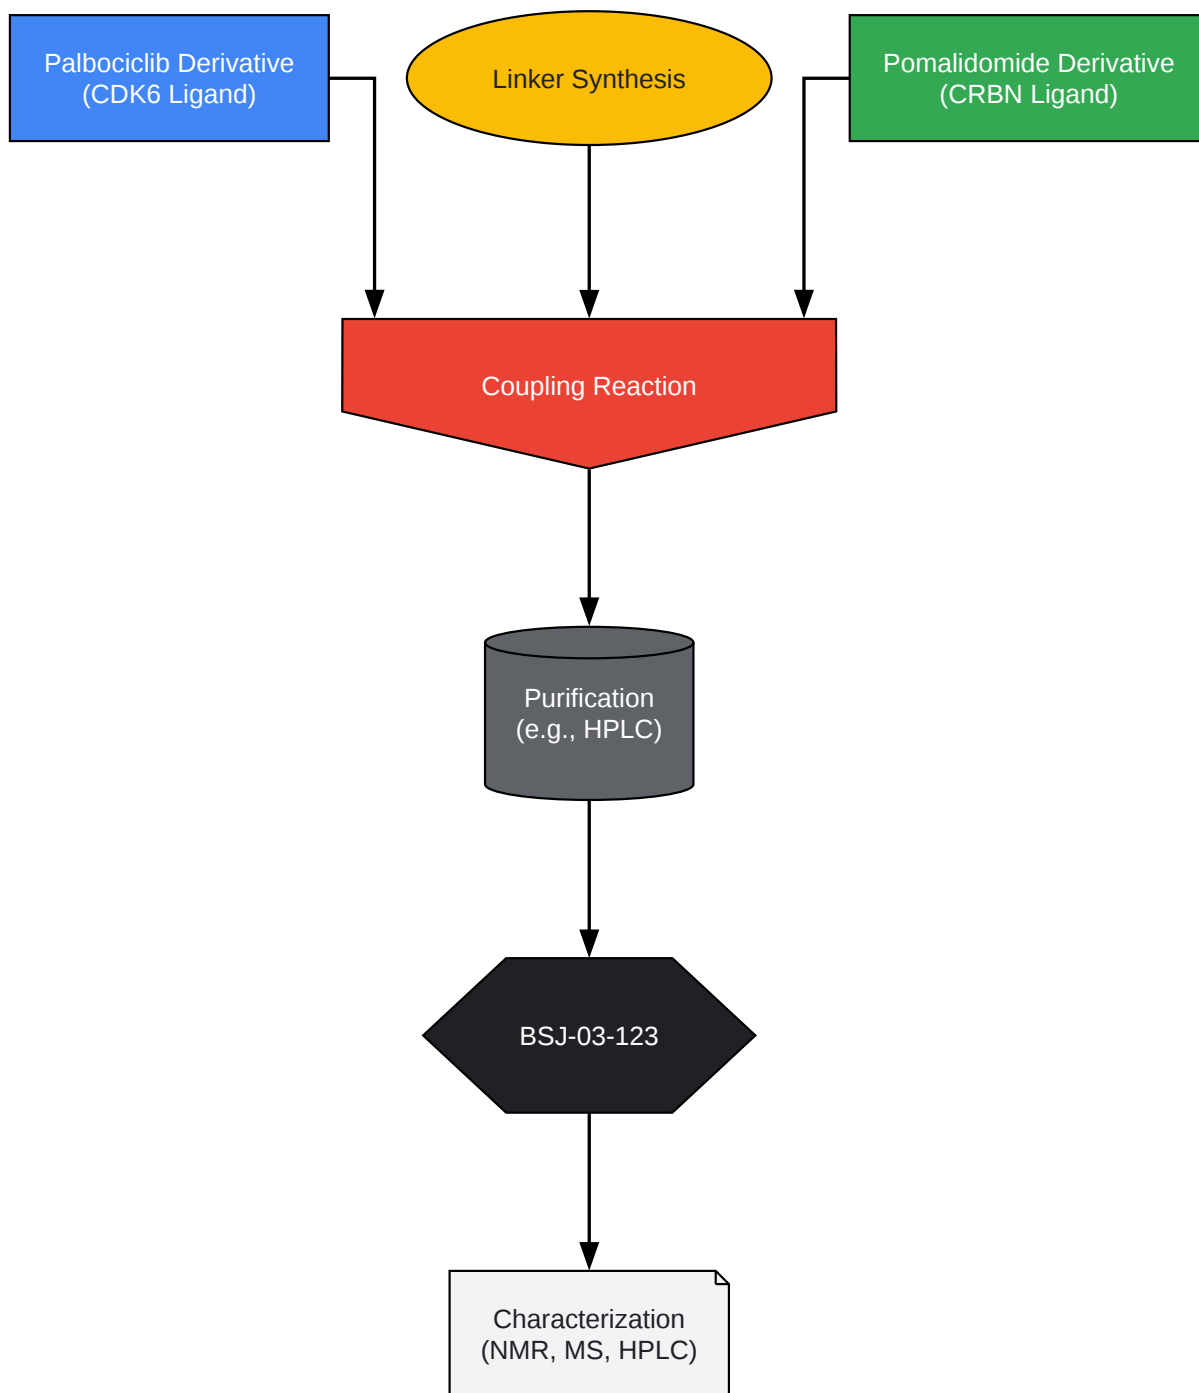 Palbociclib Derivative
(CDK6 Ligand)
Linker Synthesis
Pomalidomide Derivative
(CRBN Ligand)
Coupling Reaction
Purification
(e.g., HPLC)
BSJ-03-123
Characterization
(NMR, MS, HPLC)